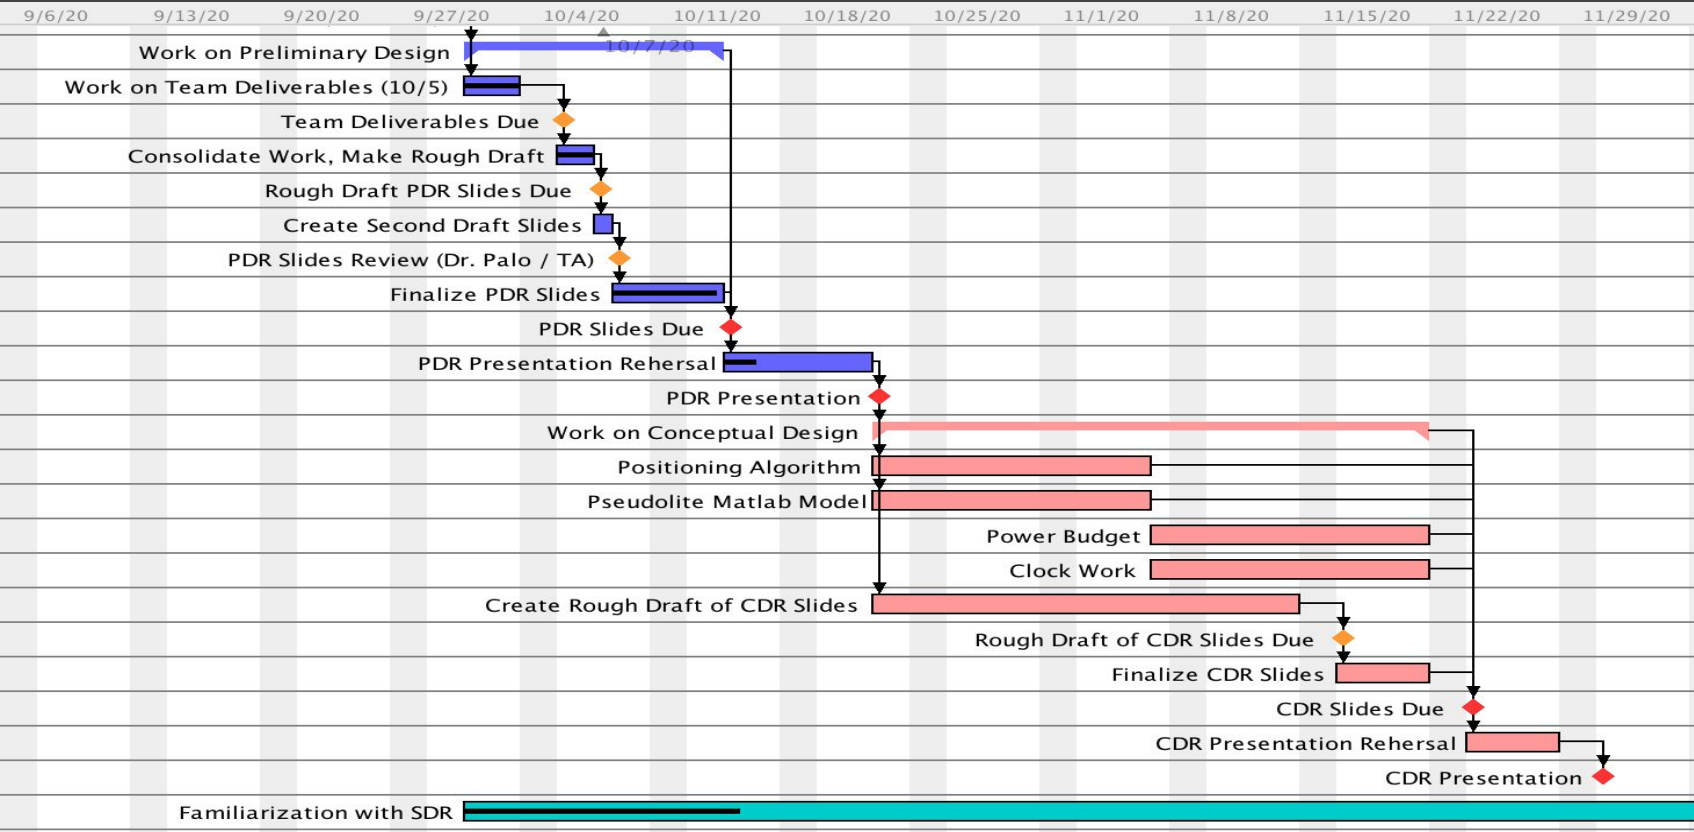 9/6/20 9/13/20 9/20/20 9/27/20 10/4/20 10/11/20 10/18/20 10/25/20 11/1/20 11/8/20 11/15/20 11/22/20 11/29/20
Work on Preliminary Design 10/7/20
Work on Team Deliverables (10/5)
Team Deliverables Due
Consolidate Work, Make Rough Draft
Rough Draft PDR Slides Due
Create Second Draft Slides
PDR Slides Review (Dr. Palo / TA)
Finalize PDR Slides
PDR Slides Due
PDR Presentation Rehersal
PDR Presentation
Work on Conceptual Design
Positioning Algorithm
Pseudolite Matlab Model
Power Budget
Clock Work
Create Rough Draft of CDR Slides
Rough Draft of CDR Slides Due
Finalize CDR Slides
CDR Slides Due
CDR Presentation Rehersal
CDR Presentation
Familiarization with SDR